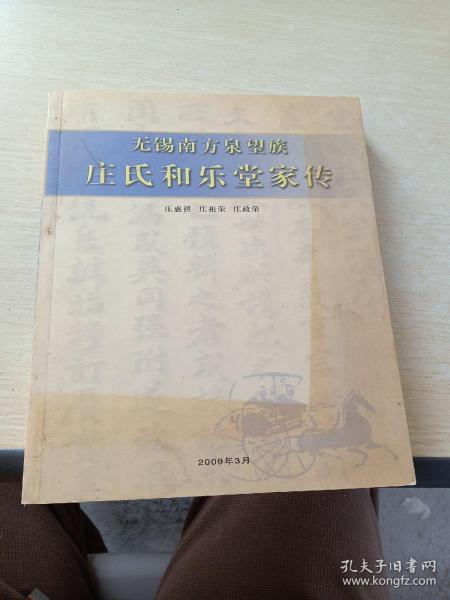 无锡南方泉望族
庄氏和乐堂家传
庄惠祺 庄祖荣 庄政荣
2009年3月
孔夫子旧书网
www.kongfz.com